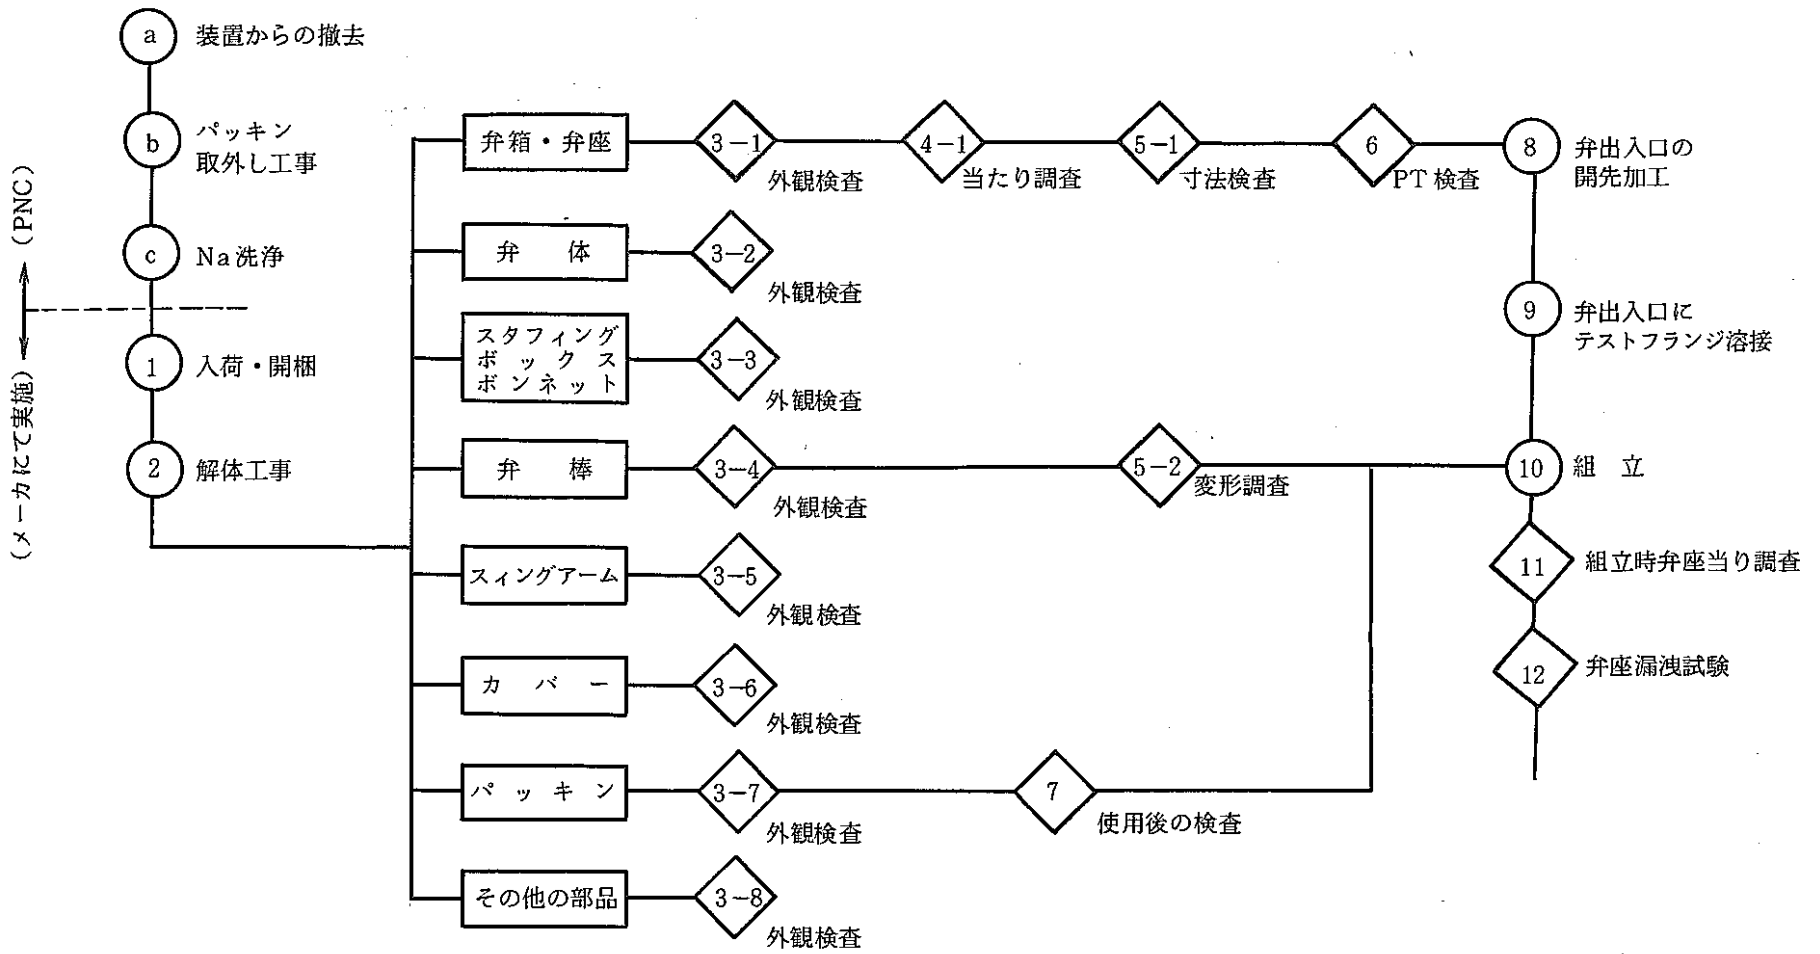 a 装置からの撤去
b パッキン
取外し工事
c Na洗浄
(PNC)
(メーカにて実施)
1 入荷・開梱
2 解体工事
弁箱・弁座
3-1
外観検査
4-1
当たり調査
5-1
寸法検査
6
PT検査
8 弁出入口の
開先加工
弁体
3-2
外観検査
9 弁出入口に
テストフランジ溶接
スタフィング
ボックス
ボンネット
3-3
外観検査
弁棒
3-4
外観検査
5-2
変形調査
10 組立
スィングアーム
3-5
外観検査
11 組立時弁座当り調査
カバー
3-6
外観検査
12 弁座漏洩試験
パッキン
3-7
外観検査
7
使用後の検査
その他の部品
3-8
外観検査